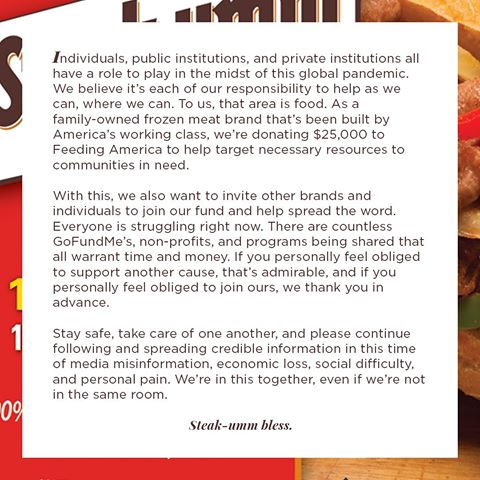 Individuals, public institutions, and private institutions all
have a role to play in the midst of this global pandemic.
We believe it's each of our responsibility to help as we
can, where we can. To us, that area is food. As a
family-owned frozen meat brand that's been built by
America's working class, we're donating $25,000 to
Feeding America to help target necessary resources to
communities in need.
With this, we also want to invite other brands and
individuals to join our fund and help spread the word.
Everyone is struggling right now. There are countless
GoFundMe's, non-profits, and programs being shared that
all warrant time and money. If you personally feel obliged
to support another cause, that's admirable, and if you
personally feel obliged to join ours, we thank you in
advance.
Stay safe, take care of one another, and please continue
following and spreading credible information in this time
of media misinformation, economic loss, social difficulty,
and personal pain. We're in this together, even if we're not
in the same room.
Steak-umm bless.